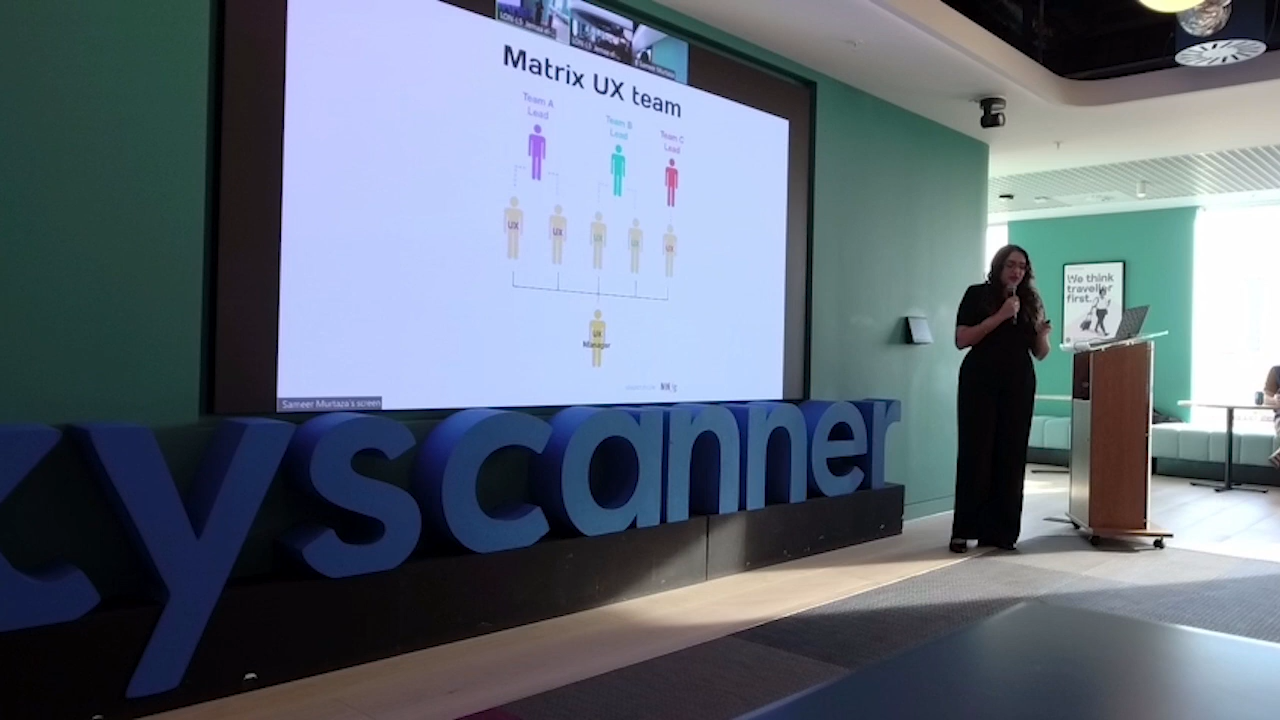 Matrix UX team
Team A
Lead
Team B
Lead
Team C
Lead
UX
UX
UX
UX
UX
UX
Manager
Sameer Murtaza's screen
kyscanner
We think
traveller
first.